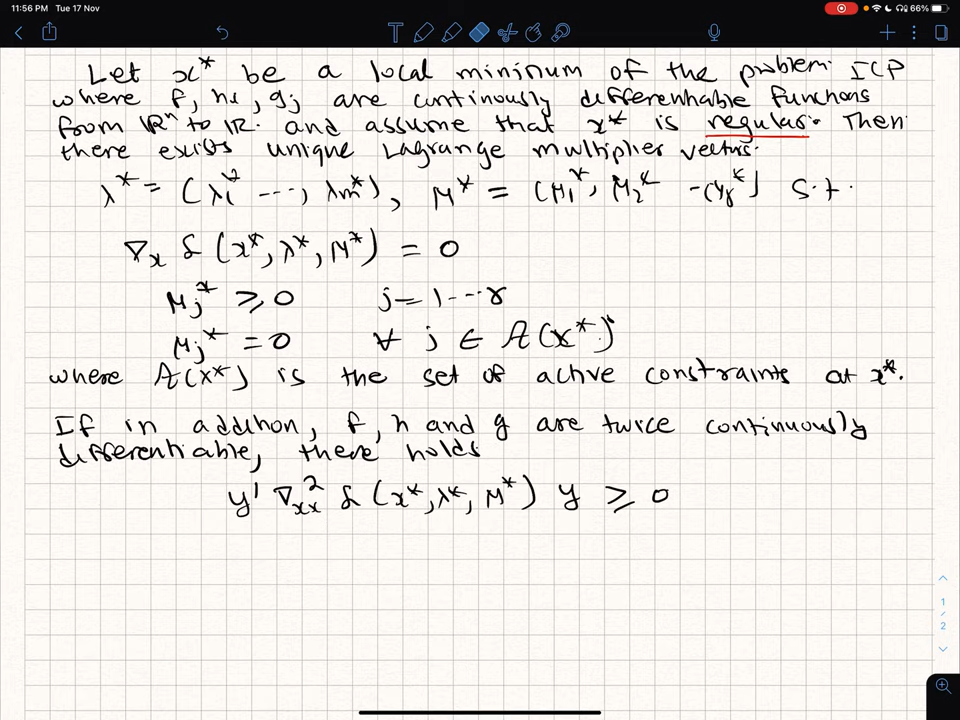 11:56 PM Tue 17 Nov 66%
Let x* be a local minimum of the problem ICP
where f, hi, gj are continously differenhable functions
from ℝⁿ to ℝ. and assume that x* is regular. Then
there exists unique Lagrange multiplier vectors.
λ* = (λ1* ---, λm*), μ* = (μ1*, μ2* -(μr*) s.t.
∇x L (x*, λ*, μ*) = 0
μj* ≥ 0 j = 1 --- r
μj* = 0 ∀ j ∈ A(x*)
where A(x*) is the set of active constraints at x*.
If in addition, f, h and g are twice continuously
differentiable, there holds
y' ∇²xx L (x*, λ*, μ*) y ≥ 0
1
/
2